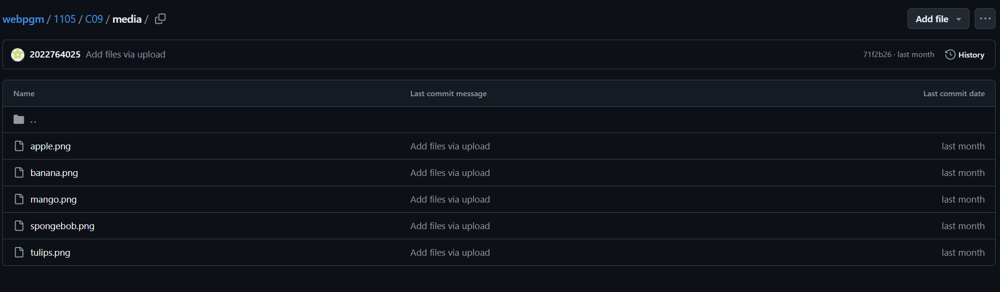 webpgm / 1105 / C09 / media /
Add file
2022764025 Add files via upload
71f2b26 · last month
History
Name
Last commit message
Last commit date
..
apple.png
Add files via upload
last month
banana.png
Add files via upload
last month
mango.png
Add files via upload
last month
spongebob.png
Add files via upload
last month
tulips.png
Add files via upload
last month